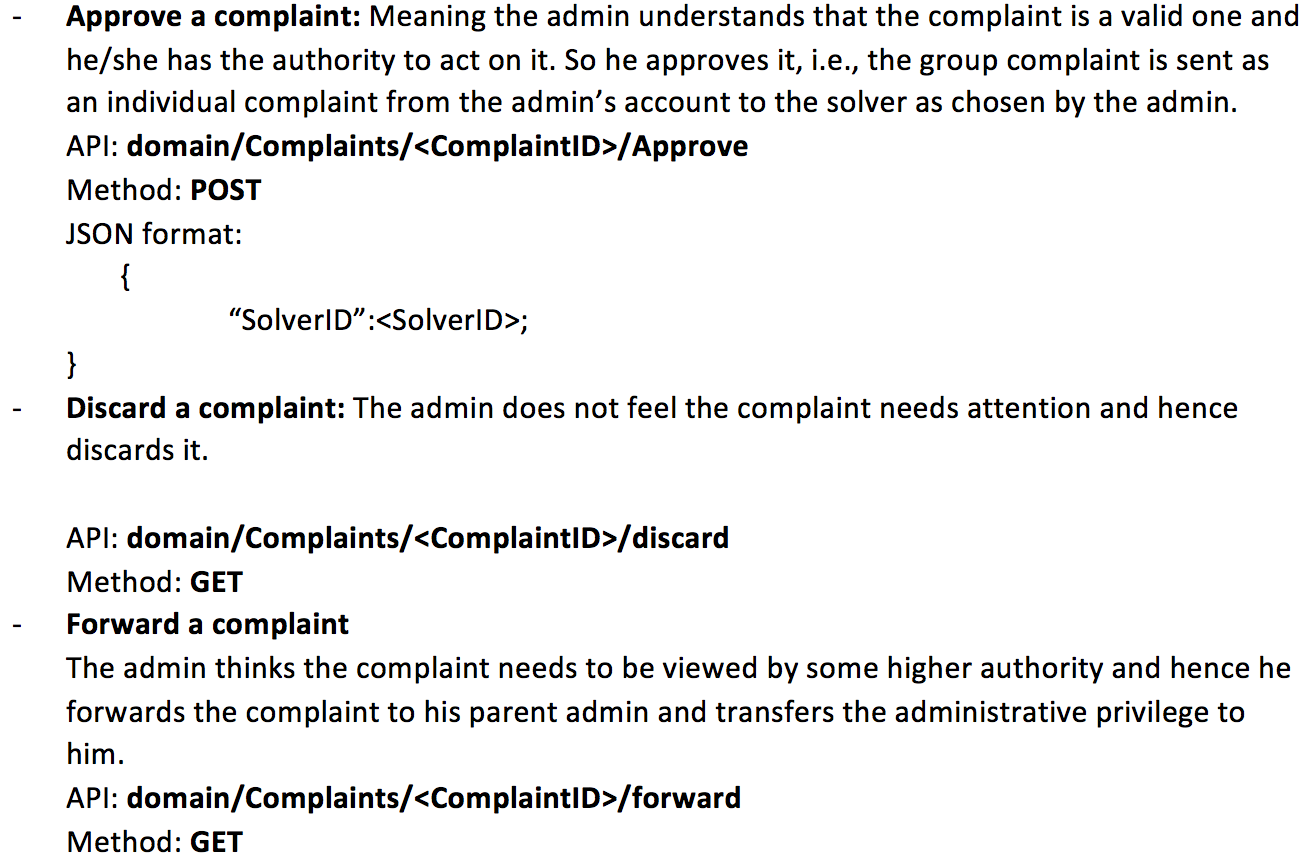 - Approve a complaint: Meaning the admin understands that the complaint is a valid one and
he/she has the authority to act on it. So he approves it, i.e., the group complaint is sent as
an individual complaint from the admin’s account to the solver as chosen by the admin.
API: domain/Complaints/<ComplaintID>/Approve
Method: POST
JSON format:
{
“SolverID”:<SolverID>;
}
- Discard a complaint: The admin does not feel the complaint needs attention and hence
discards it.
API: domain/Complaints/<ComplaintID>/discard
Method: GET
- Forward a complaint
The admin thinks the complaint needs to be viewed by some higher authority and hence he
forwards the complaint to his parent admin and transfers the administrative privilege to
him.
API: domain/Complaints/<ComplaintID>/forward
Method: GET